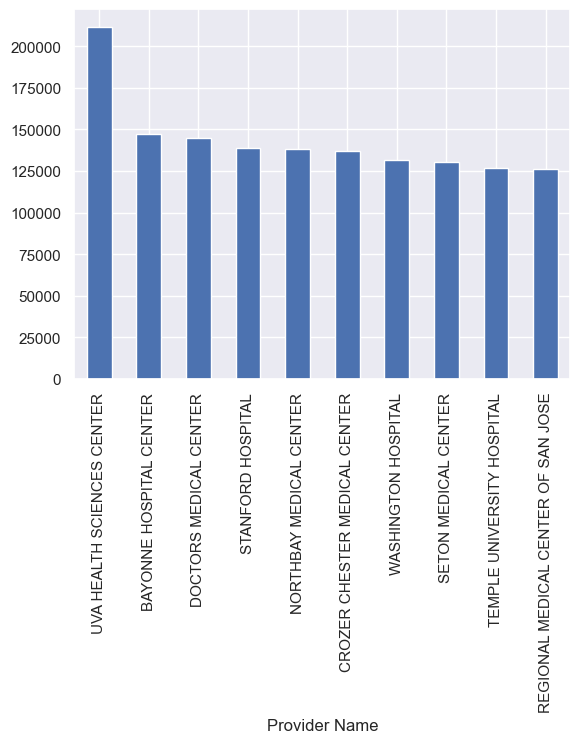 200000
175000
150000
125000
100000
75000
50000
25000
0
UVA HEALTH SCIENCES CENTER
BAYONNE HOSPITAL CENTER
DOCTORS MEDICAL CENTER
STANFORD HOSPITAL
NORTHBAY MEDICAL CENTER
CROZER CHESTER MEDICAL CENTER
WASHINGTON HOSPITAL
SETON MEDICAL CENTER
TEMPLE UNIVERSITY HOSPITAL
REGIONAL MEDICAL CENTER OF SAN JOSE
Provider Name